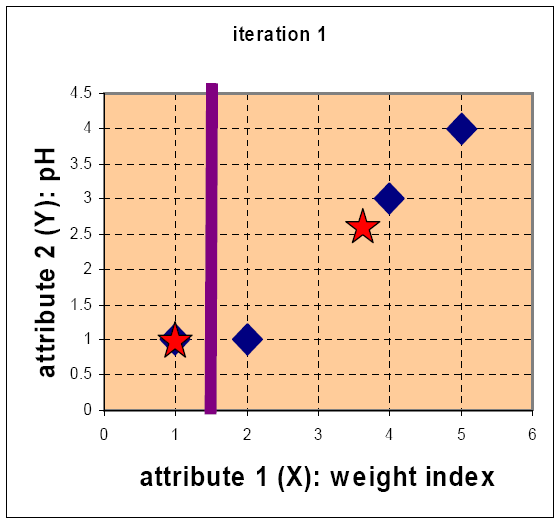 iteration 1
attribute 2 (Y): pH
4.5
4
3.5
3
2.5
2
1.5
1
0.5
0
0 1 2 3 4 5 6
attribute 1 (X): weight index